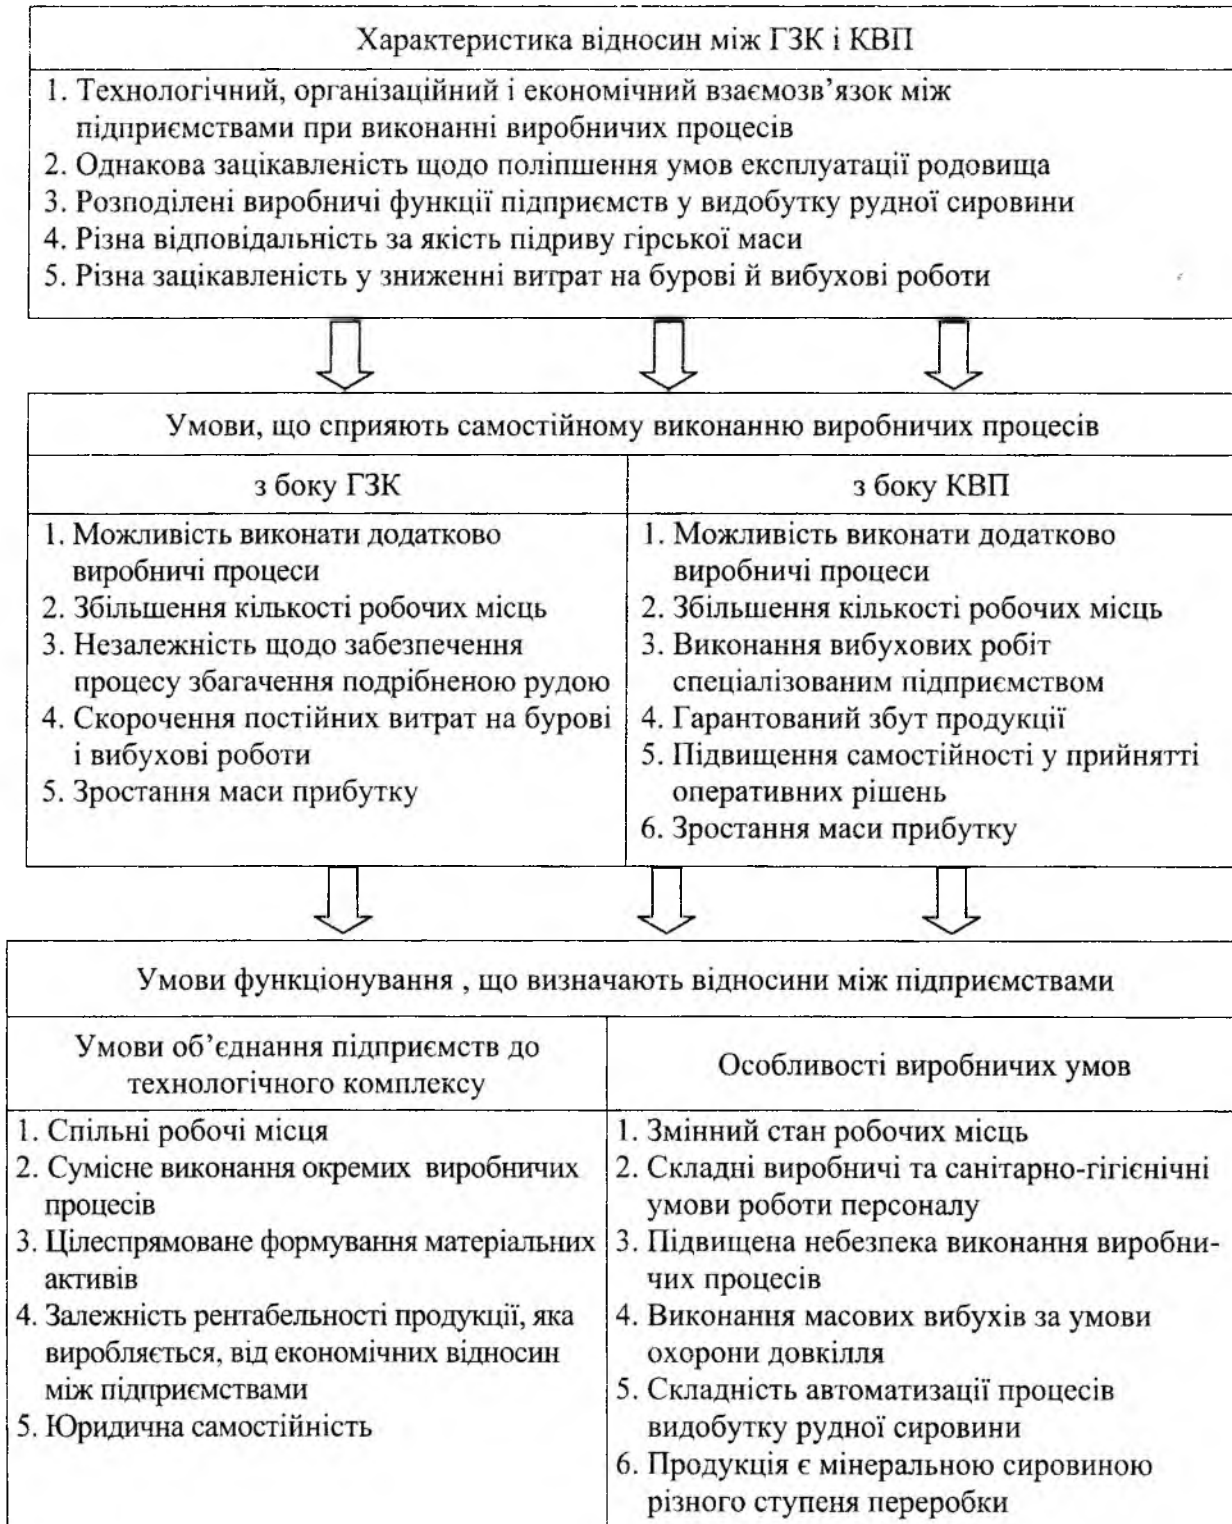 Характеристика відносин між ГЗК і КВП
1. Технологічний, організаційний і економічний взаємозв’язок між
підприємствами при виконанні виробничих процесів
2. Однакова зацікавленість щодо поліпшення умов експлуатації родовища
3. Розподілені виробничі функції підприємств у видобутку рудної сировини
4. Різна відповідальність за якість підриву гірської маси
5. Різна зацікавленість у зниженні витрат на бурові й вибухові роботи
Умови, що сприяють самостійному виконанню виробничих процесів
з боку ГЗК
1. Можливість виконати додатково
виробничі процеси
2. Збільшення кількості робочих місць
3. Незалежність щодо забезпечення
процесу збагачення подрібненою рудою
4. Скорочення постійних витрат на бурові
і вибухові роботи
5. Зростання маси прибутку
з боку КВП
1. Можливість виконати додатково
виробничі процеси
2. Збільшення кількості робочих місць
3. Виконання вибухових робіт
спеціалізованим підприємством
4. Гарантований збут продукції
5. Підвищення самостійності у прийнятті
оперативних рішень
6. Зростання маси прибутку
Умови функціонування , що визначають відносини між підприємствами
Умови об’єднання підприємств до
технологічного комплексу
1. Спільні робочі місця
2. Сумісне виконання окремих виробничих
процесів
3. Цілеспрямоване формування матеріальних
активів
4. Залежність рентабельності продукції, яка
виробляється, від економічних відносин
між підприємствами
5. Юридична самостійність
Особливості виробничих умов
1. Змінний стан робочих місць
2. Складні виробничі та санітарно-гігієнічні
умови роботи персоналу
3. Підвищена небезпека виконання виробни-
чих процесів
4. Виконання масових вибухів за умови
охорони довкілля
5. Складність автоматизації процесів
видобутку рудної сировини
6. Продукція є мінеральною сировиною
різного ступеня переробки